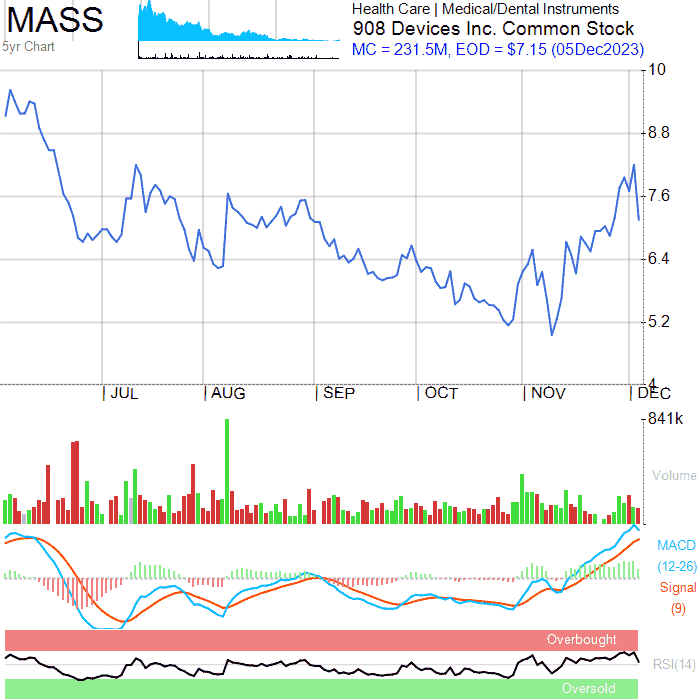 MASS
5yr Chart
Health Care | Medical/Dental Instruments
908 Devices Inc. Common Stock
MC = 231.5M, EOD = $7.15 (05Dec2023)
10
8.8
7.6
6.4
5.2
4
JUL
AUG
SEP
OCT
NOV
DEC
841k
Volume
MACD
(12-26)
Signal
(9)
Overbought
RSI(14)
Oversold